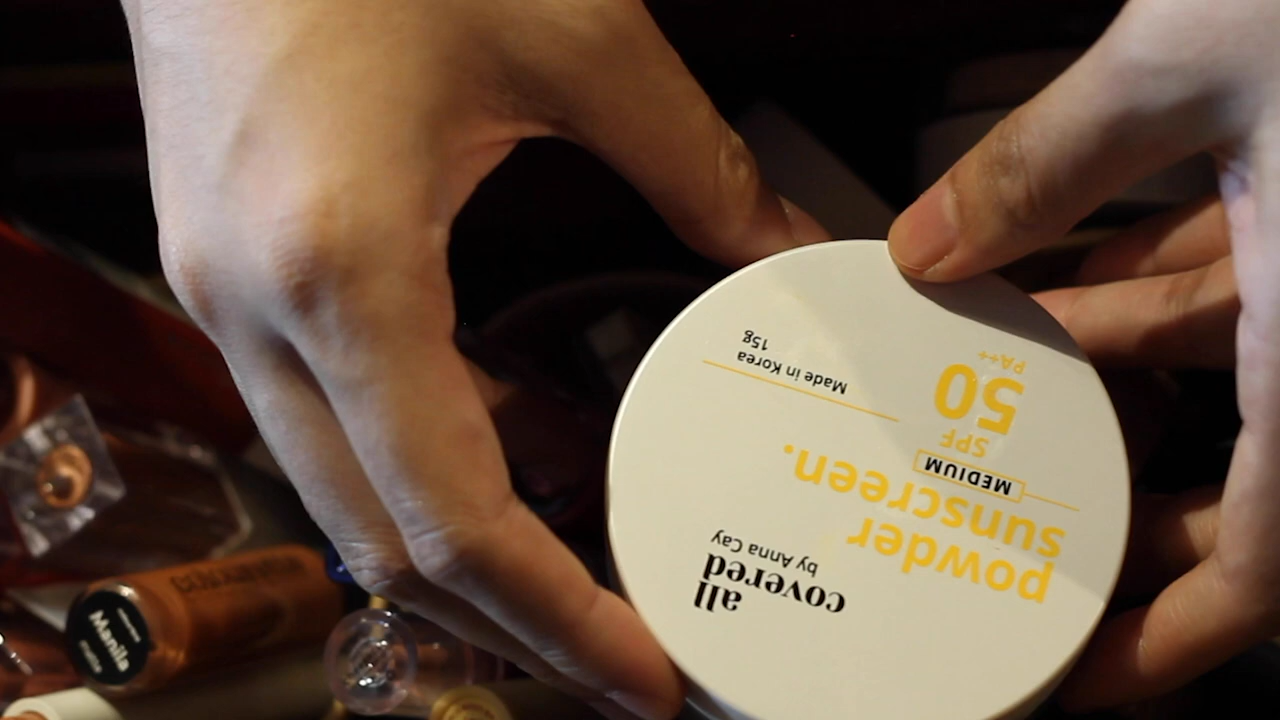 all
covered
by Anna Cay
powder
sunscreen.
MEDIUM
SPF
50
PA++
Made in Korea
15g
Manila